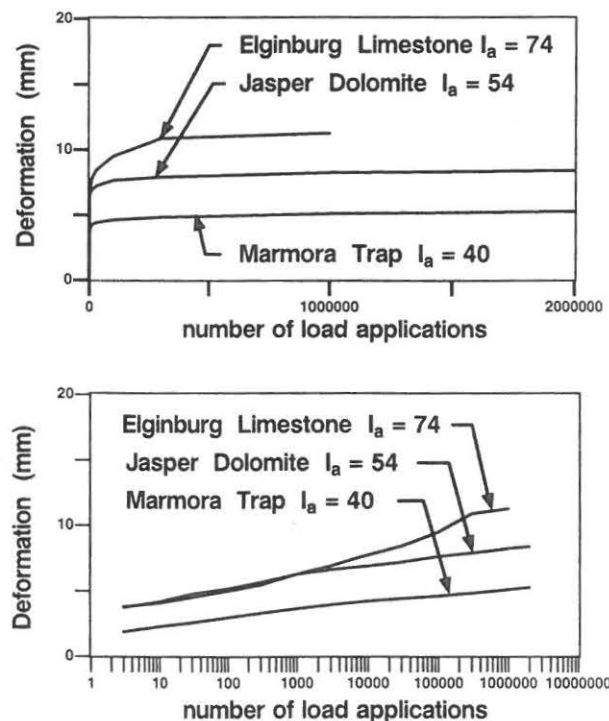 20
Elginburg Limestone Ia = 74
Jasper Dolomite Ia = 54
10
Deformation (mm)
Marmora Trap Ia = 40
0
0 1000000 2000000
number of load applications
20
Elginburg Limestone Ia = 74
Jasper Dolomite Ia = 54
Marmora Trap Ia = 40
10
Deformation (mm)
0
1 10 100 1000 10000 100000 1000000 10000000
number of load applications